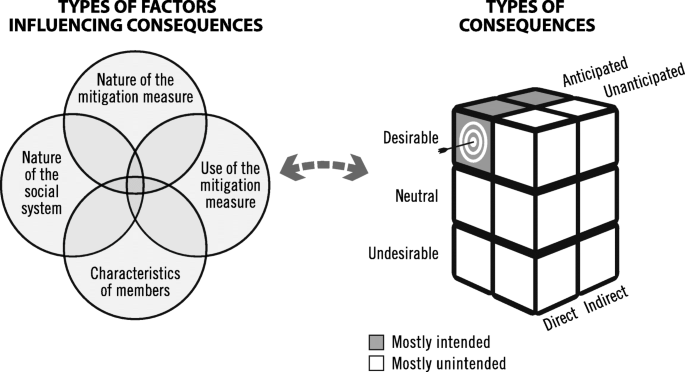 TYPES OF FACTORS
INFLUENCING CONSEQUENCES
Nature of the
mitigation measure
Nature
of the
social
system
Use of the
mitigation
measure
Characteristics
of members
TYPES OF
CONSEQUENCES
Anticipated
Unanticipated
Desirable
Neutral
Undesirable
Direct
Indirect
Mostly intended
Mostly unintended